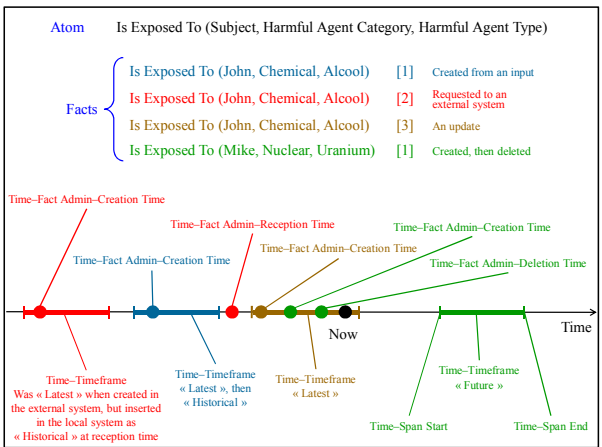 Atom Is Exposed To (Subject, Harmful Agent Category, Harmful Agent Type)
Facts
Is Exposed To (John, Chemical, Alcool) [1] Created from an input
Is Exposed To (John, Chemical, Alcool) [2] Requested to an
external system
Is Exposed To (John, Chemical, Alcool) [3] An update
Is Exposed To (Mike, Nuclear, Uranium) [1] Created, then deleted
Time–Fact Admin–Creation Time
Time–Fact Admin–Reception Time
Time–Fact Admin–Creation Time
Time–Fact Admin–Creation Time
Time–Fact Admin–Creation Time
Time–Fact Admin–Deletion Time
Now
Time
Time–Timeframe
Was « Latest » when created in
the external system, but inserted
in the local system as
« Historical » at reception time
Time–Timeframe
« Latest », then
« Historical »
Time–Timeframe
« Latest »
Time–Timeframe
« Future »
Time–Span Start
Time–Span End